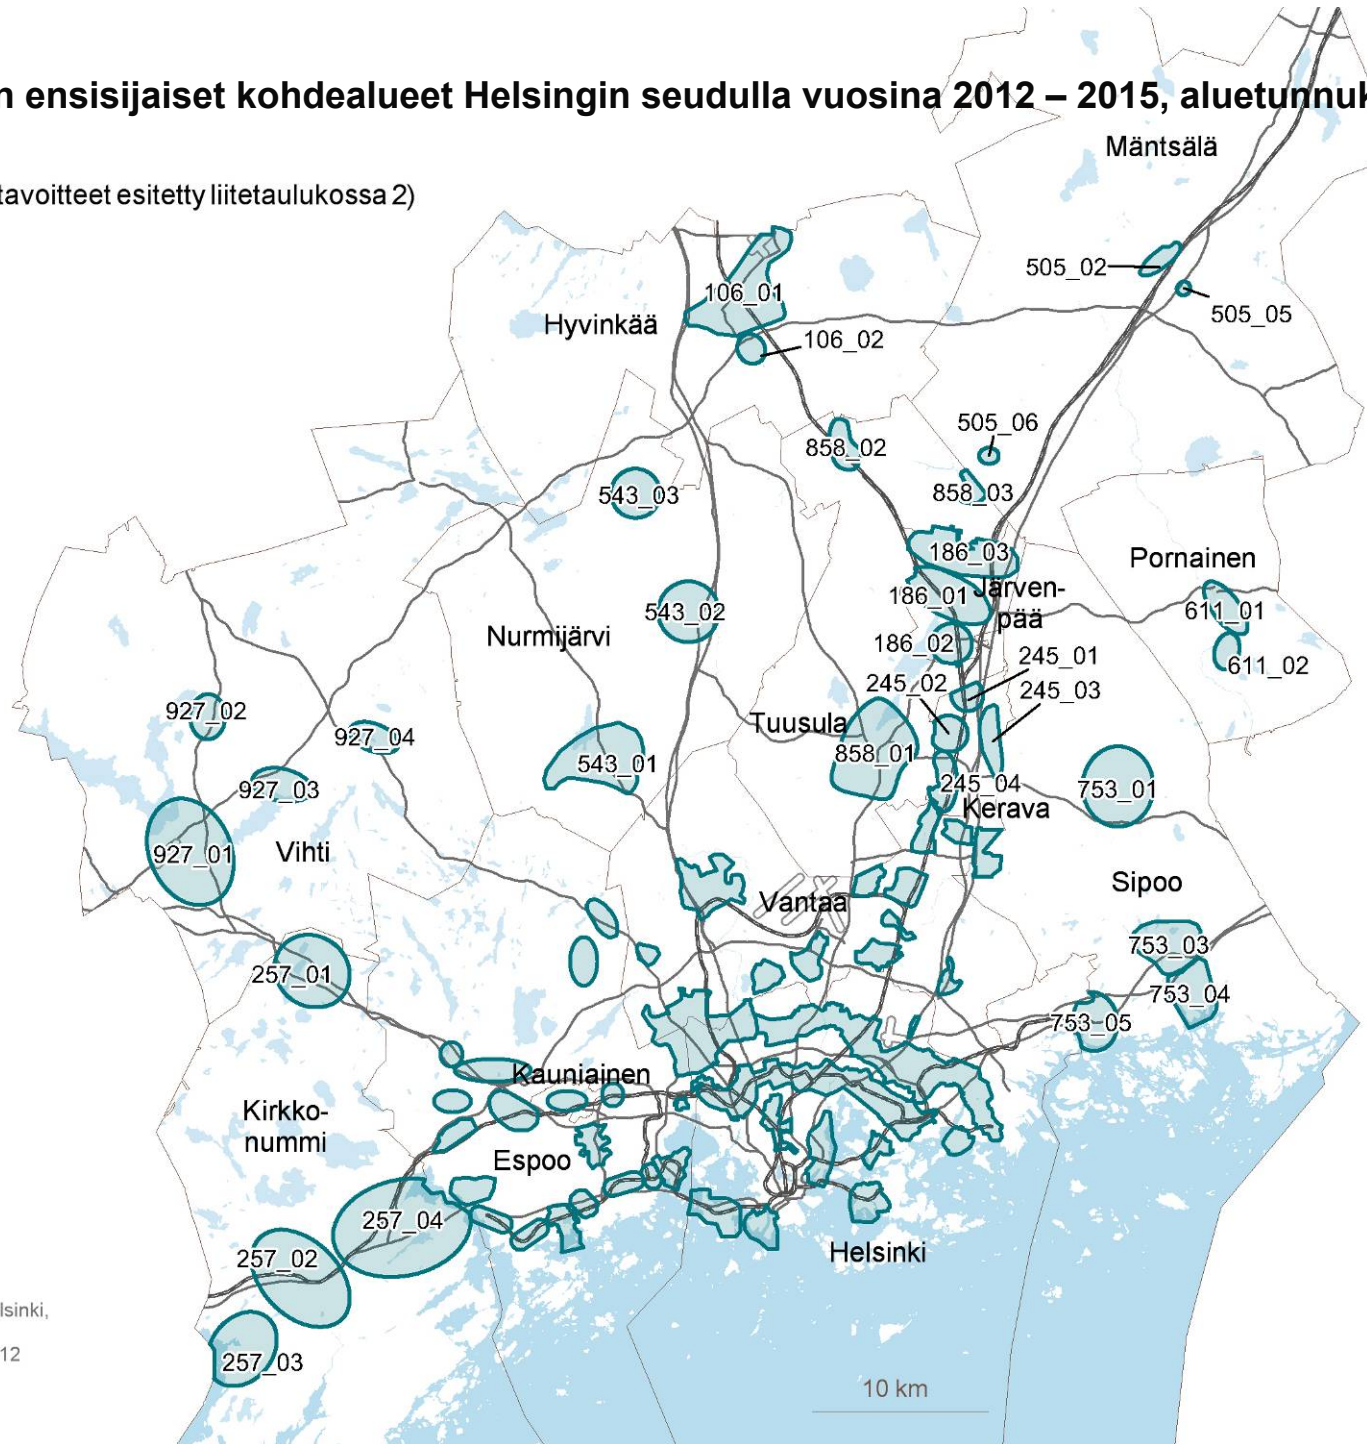 n ensisijaiset kohdealueet Helsingin seudulla vuosina 2012 – 2015, aluetunnuk
Mäntsälä
tavoitteet esitetty liitetaulukossa 2)
505_02
106_01
505_05
Hyvinkää
106_02
505_06
858_02
543_03
858_03
186_03
Pornainen
186_01
Järven-
pää
543_02
611_01
Nurmijärvi
186_02
245_01
611_02
245_02
245_03
927_02
Tuusula
927_04
858_01
543_01
245_04
753_01
927_03
Kerava
927_01
Vihti
Sipoo
Vantaa
753_03
257_01
753_04
753_05
Kauniainen
Kirkko-
nummi
Espoo
257_04
Helsinki
257_02
lsinki,
12
257_03
10 km